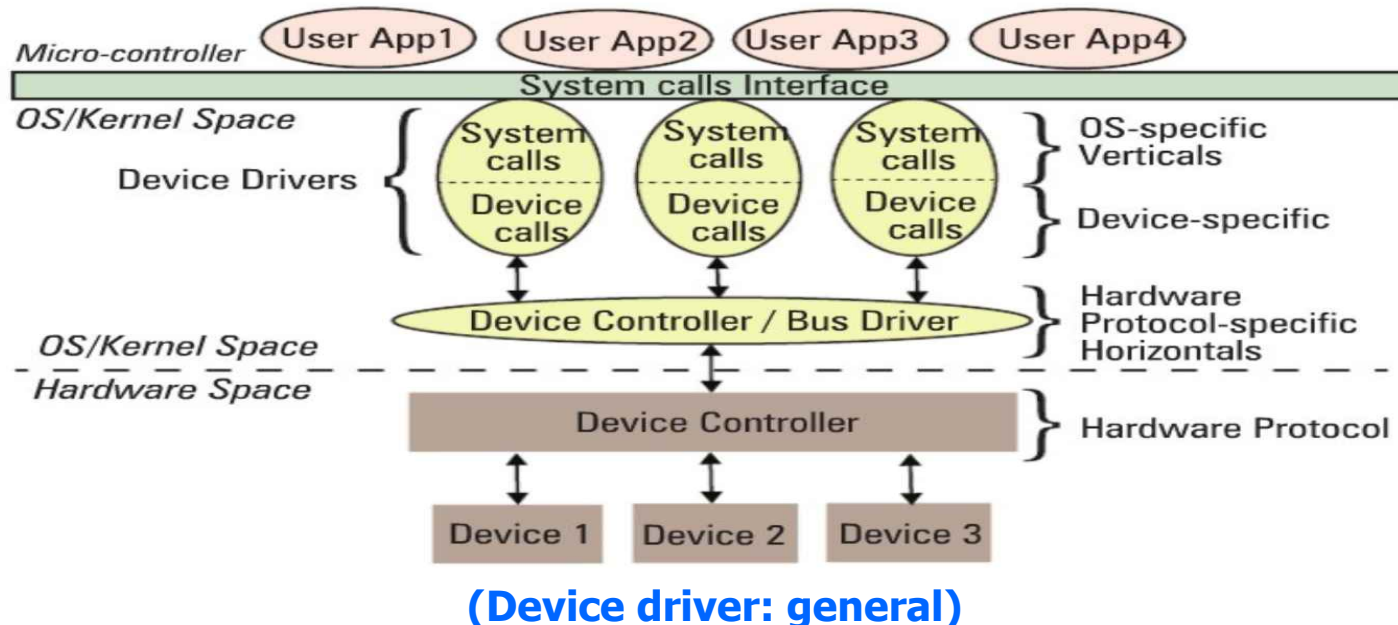 User App1
User App2
User App3
User App4
Micro-controller
System calls Interface
OS/Kernel Space
Device Drivers
System
calls
Device
calls
System
calls
Device
calls
System
calls
Device
calls
OS-specific
Verticals
Device-specific
Device Controller / Bus Driver
Hardware
Protocol-specific
Horizontals
OS/Kernel Space
Hardware Space
Device Controller
Hardware Protocol
Device 1
Device 2
Device 3
(Device driver: general)